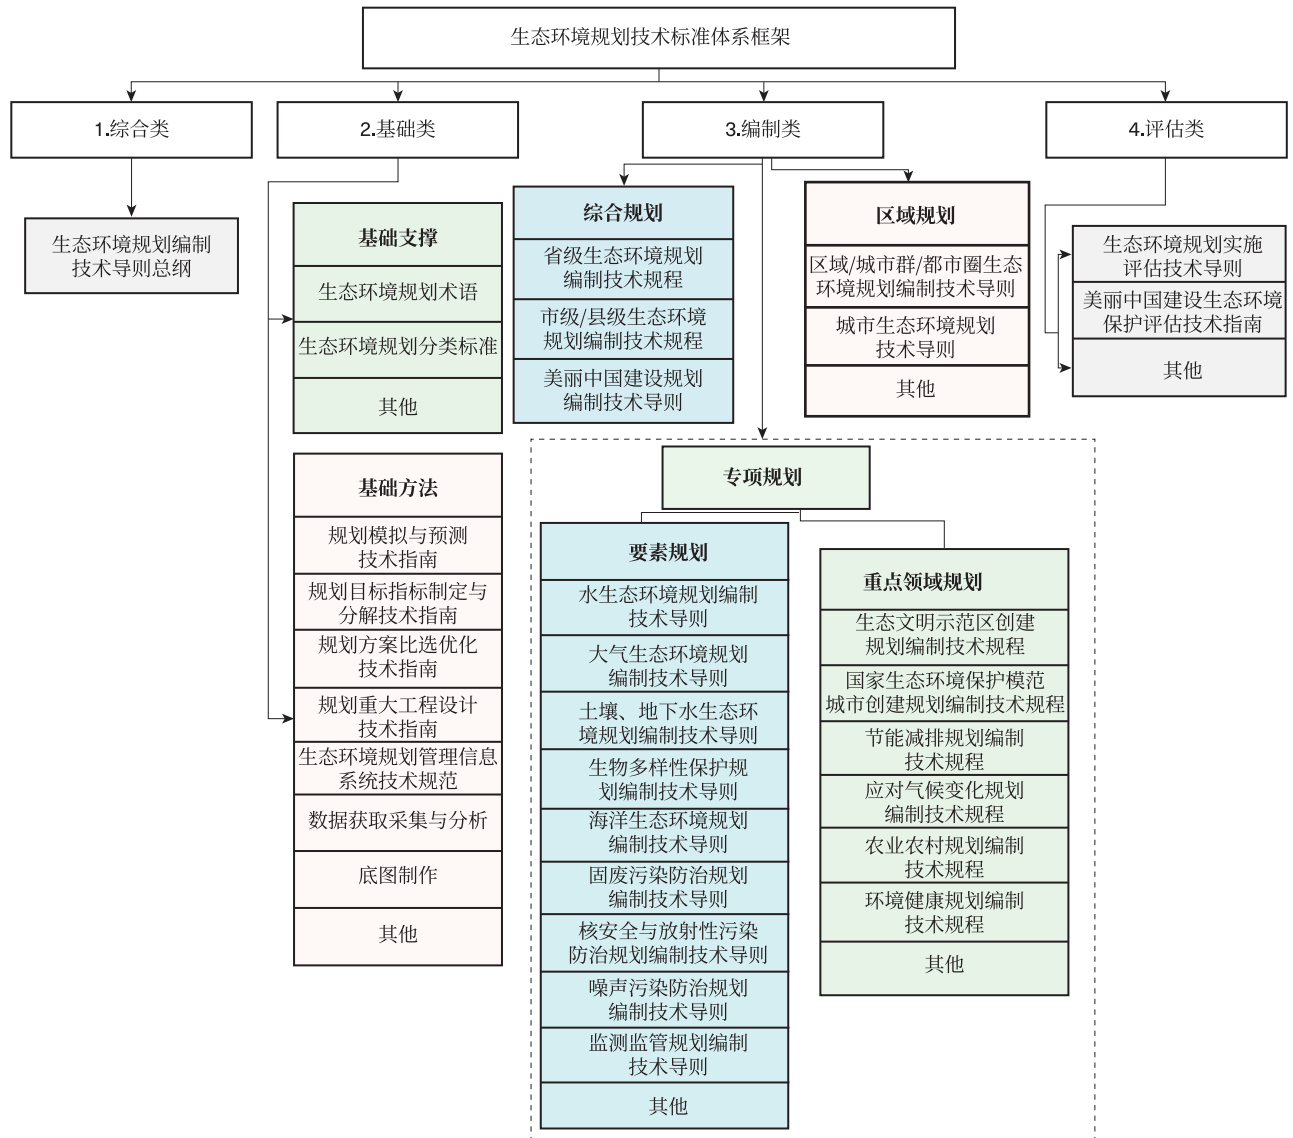 生态环境规划技术标准体系框架
1.综合类
2.基础类
3.编制类
4.评估类
生态环境规划编制
技术导则总纲
基础支撑
生态环境规划术语
生态环境规划分类标准
其他
基础方法
规划模拟与预测
技术指南
规划目标指标制定与
分解技术指南
规划方案比选优化
技术指南
规划重大工程设计
技术指南
生态环境规划管理信息
系统技术规范
数据获取采集与分析
底图制作
其他
综合规划
省级生态环境规划
编制技术规程
市级/县级生态环境
规划编制技术规程
美丽中国建设规划
编制技术导则
区域规划
区域/城市群/都市圈生态
环境规划编制技术导则
城市生态环境规划
技术导则
其他
专项规划
要素规划
水生态环境规划编制
技术导则
大气生态环境规划
编制技术导则
土壤、地下水生态环
境规划编制技术导则
生物多样性保护规
划编制技术导则
海洋生态环境规划
编制技术导则
固废污染防治规划
编制技术导则
核安全与放射性污染
防治规划编制技术导则
噪声污染防治规划
编制技术导则
监测监管规划编制
技术导则
其他
重点领域规划
生态文明示范区创建
规划编制技术规程
国家生态环境保护模范
城市创建规划编制技术规程
节能减排规划编制
技术规程
应对气候变化规划
编制技术规程
农业农村规划编制
技术规程
环境健康规划编制
技术规程
其他
生态环境规划实施
评估技术导则
美丽中国建设生态环境
保护评估技术指南
其他